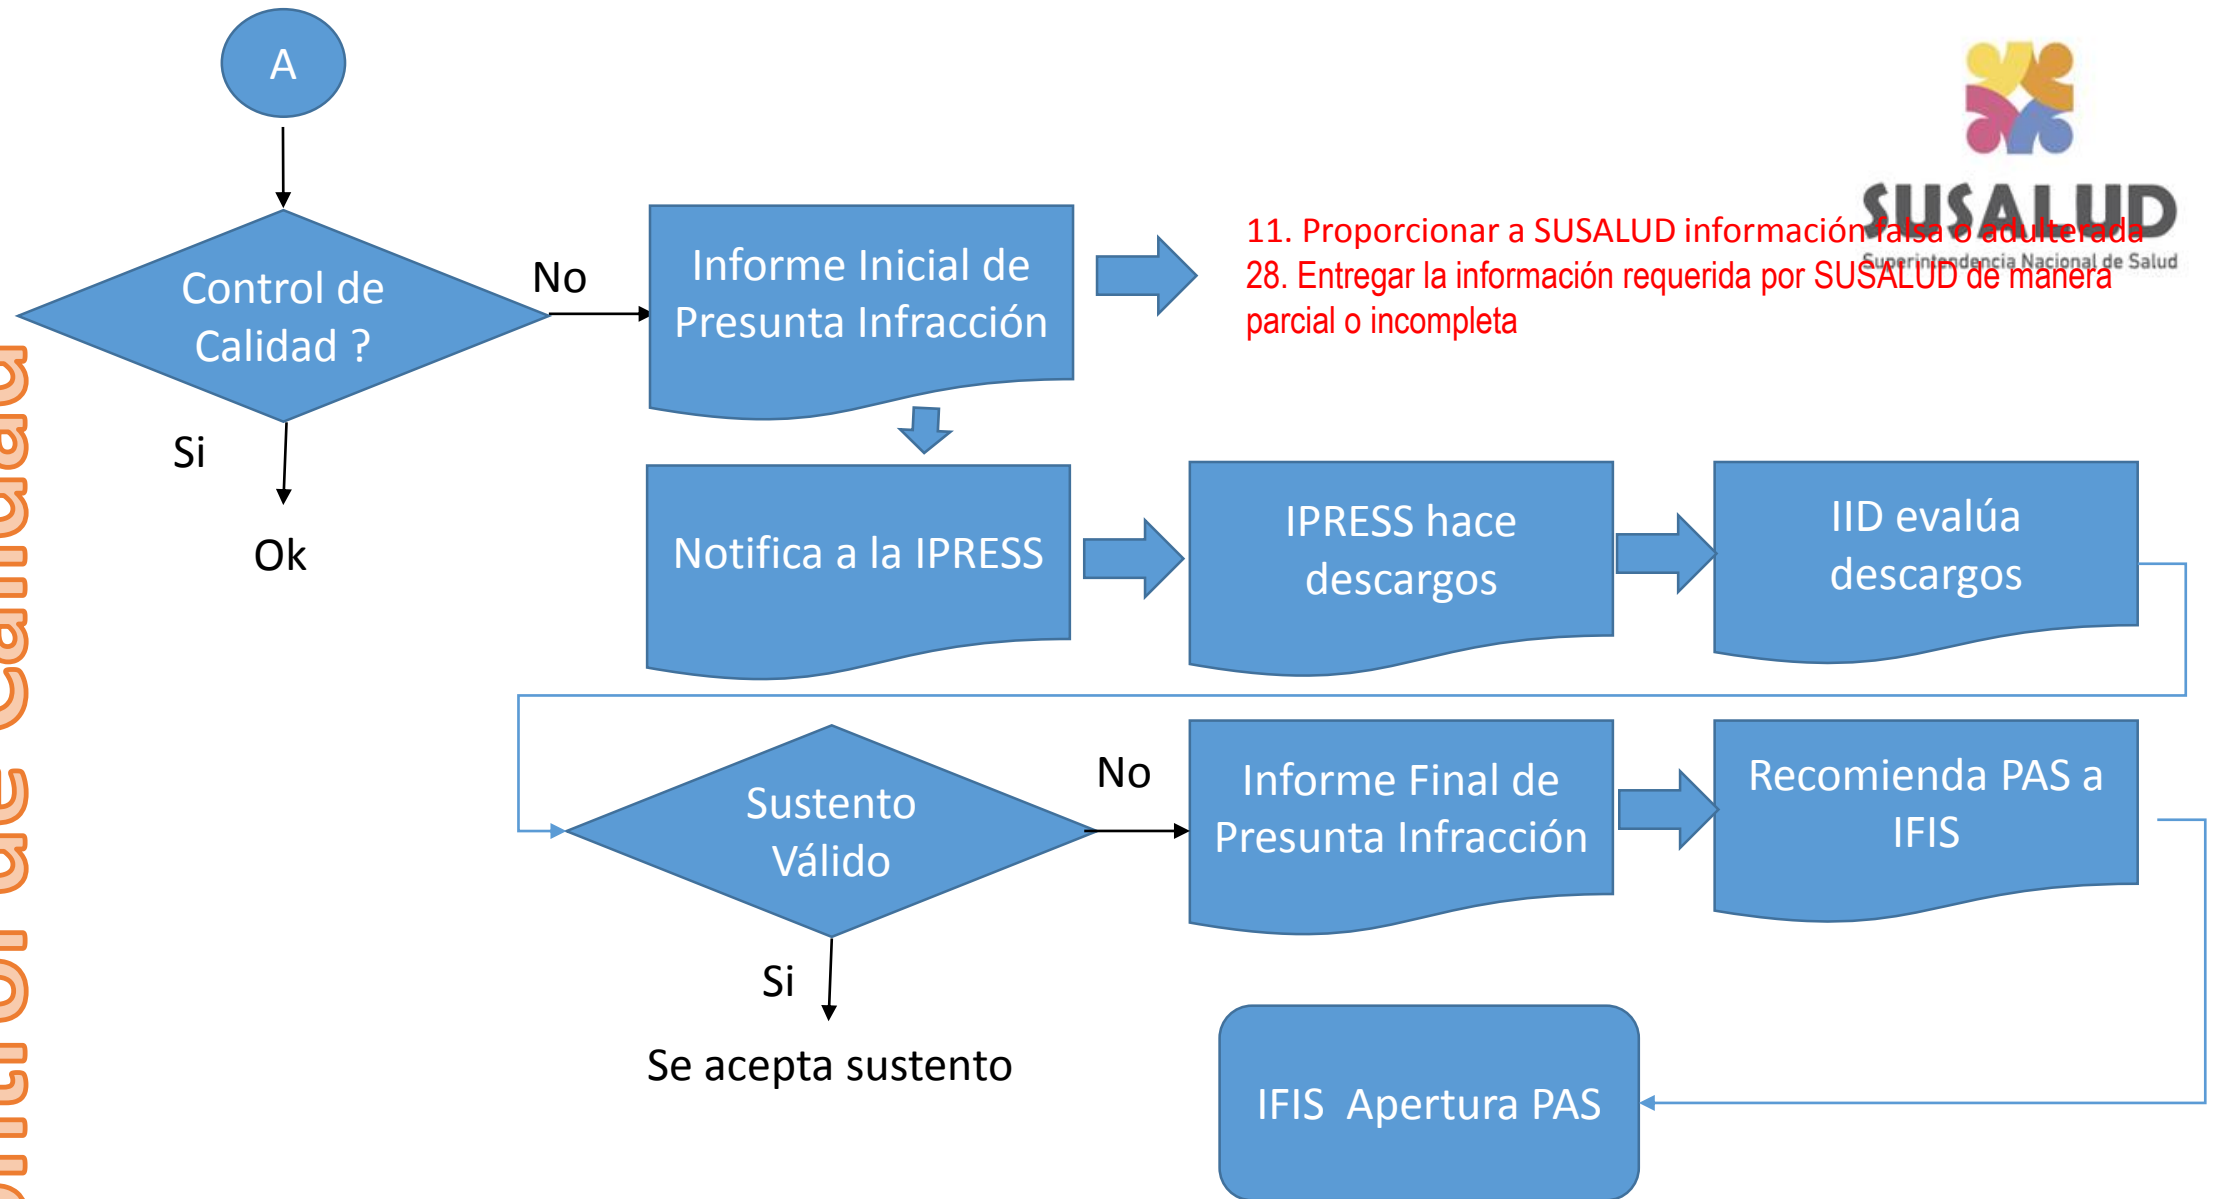 A
SUSALUD
Superintendencia Nacional de Salud
Control de
Calidad ?
No
Informe Inicial de
Presunta Infracción
11. Proporcionar a SUSALUD información falsa o adulterada
28. Entregar la información requerida por SUSALUD de manera
parcial o incompleta
Si
Ok
Notifica a la IPRESS
IPRESS hace
descargos
IID evalúa
descargos
Sustento
Válido
No
Informe Final de
Presunta Infracción
Recomienda PAS a
IFIS
Si
Se acepta sustento
IFIS  Apertura PAS
de Calidad